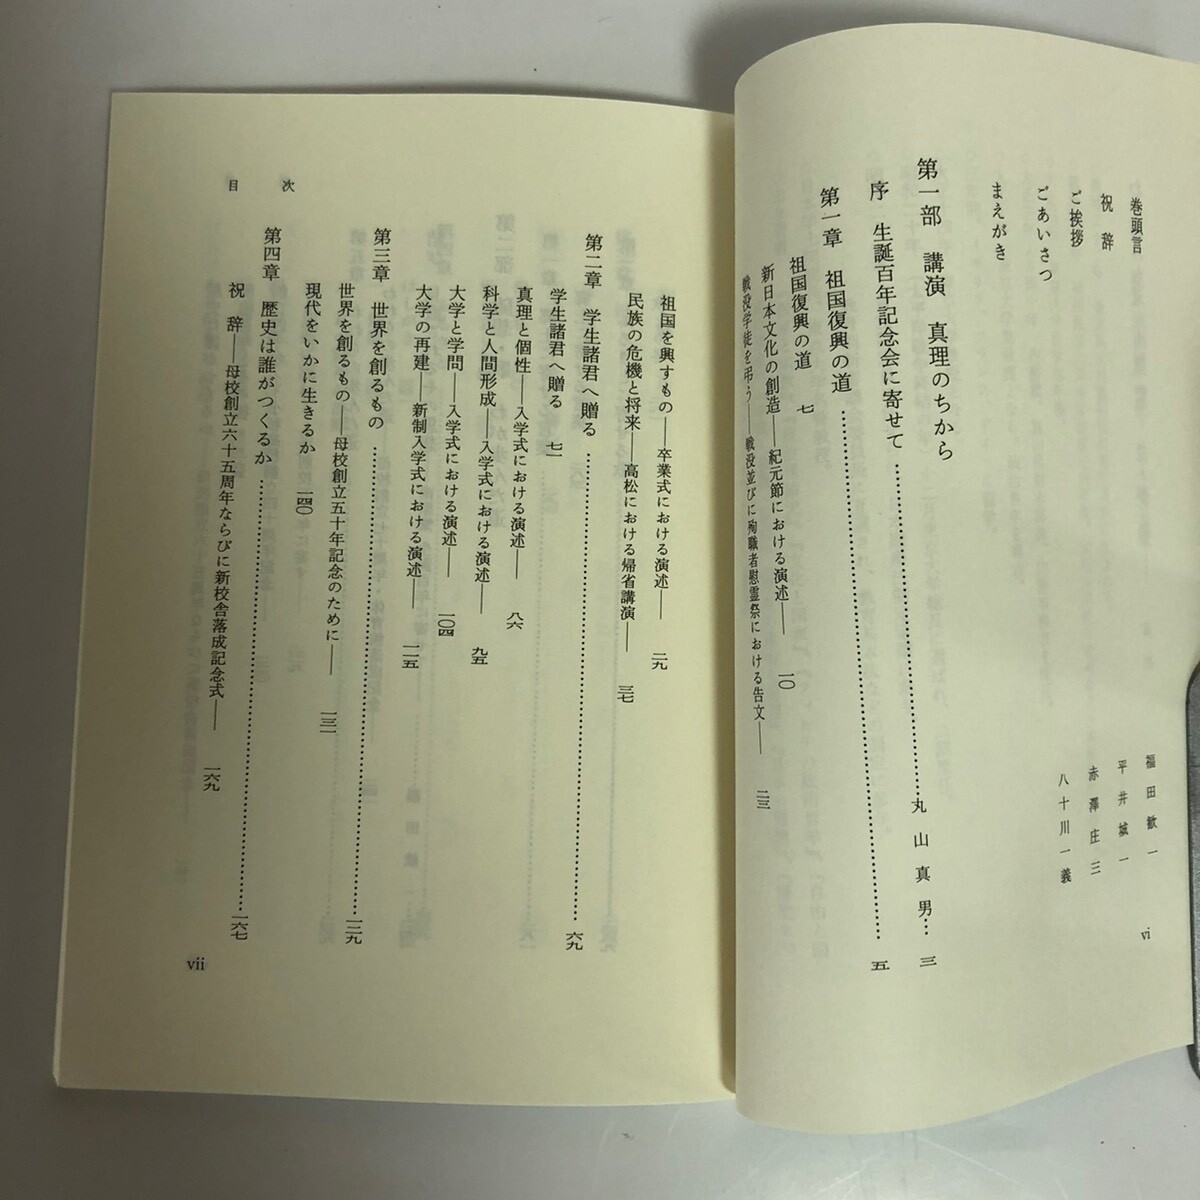 巻頭言 福田歓一
祝辞 平井城一
ご挨拶 赤澤庄三
ごあいさつ 八十川一義
まえがき
第一部 講演 真理のちから
序 生誕百年記念会に寄せて……丸山真男… 三
第一章 祖国復興の道…… 五
祖国復興の道 七
新日本文化の創造――紀元節における演述―― 一〇
戦没学徒を弔う――戦没並びに殉職者慰霊祭における告文―― 二三
vi
祖国を興すもの――卒業式における演述―― 二九
民族の危機と将来――高松における帰省講演―― 三七
第二章 学生諸君へ贈る…… 六九
学生諸君へ贈る 七一
真理と個性――入学式における演述―― 八六
科学と人間形成――入学式における演述―― 九五
大学と学問――入学式における演述―― 一〇四
大学の再建――新制入学式における演述―― 一二五
第三章 世界を創るもの…… 一二九
世界を創るもの――母校創立五十年記念のために―― 一三一
現代をいかに生きるか 一四〇
第四章 歴史は誰がつくるか…… 一六七
祝辞――母校創立六十五周年ならびに新校舎落成記念式―― 一六九
目次
vii